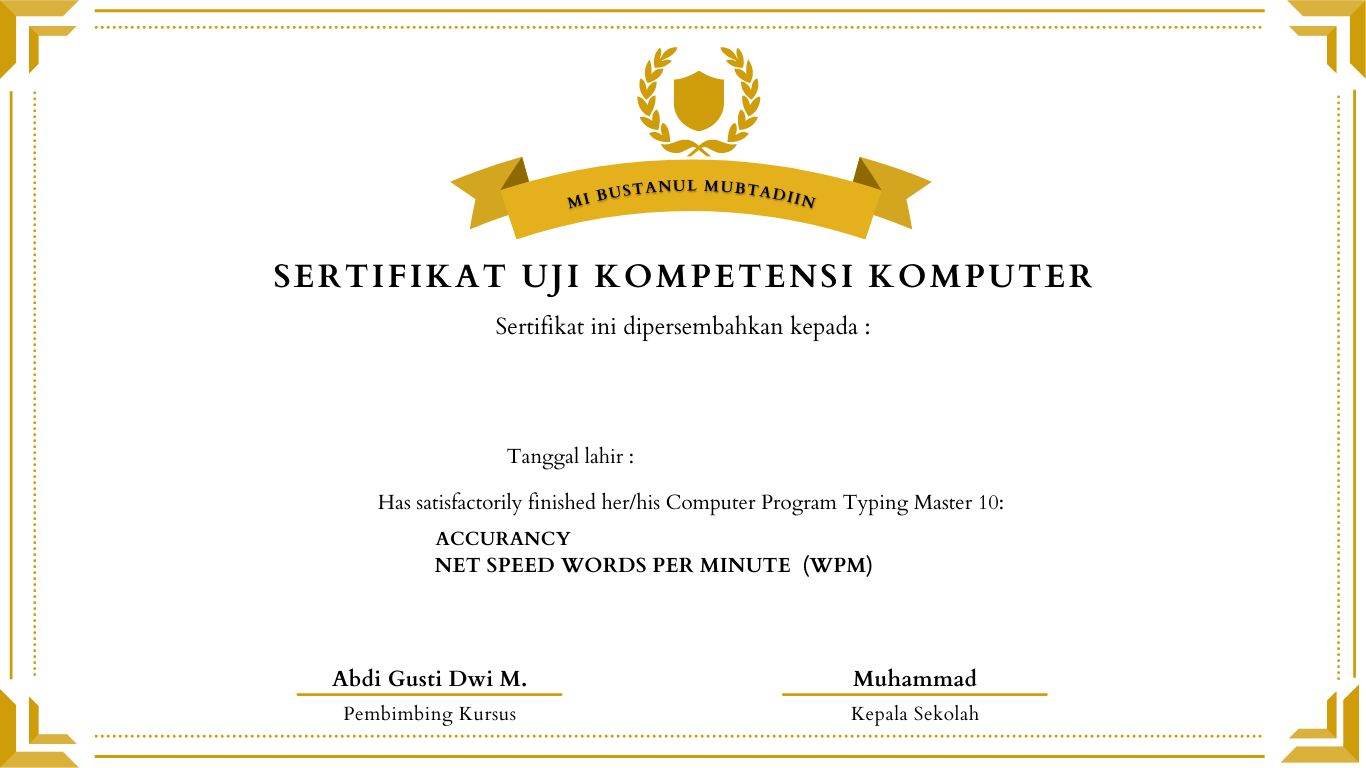 MI BUSTANUL MUBTADIIN
SERTIFIKAT UJI KOMPETENSI KOMPUTER
Sertifikat ini dipersembahkan kepada :
Tanggal lahir :
Has satisfactorily finished her/his Computer Program Typing Master 10:
ACCURANCY
NET SPEED WORDS PER MINUTE (WPM)
Abdi Gusti Dwi M.
Pembimbing Kursus
Muhammad
Kepala Sekolah